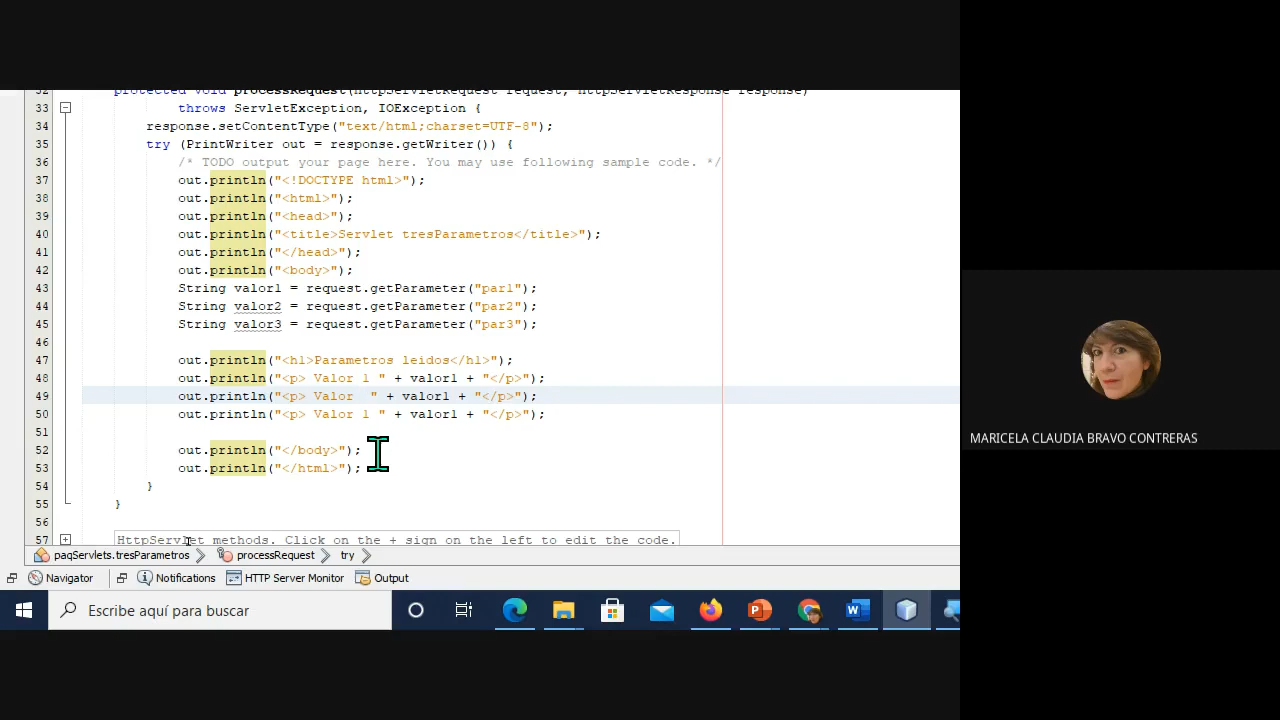 32 protected void processRequest(HttpServletRequest request, HttpServletResponse response)
33 throws ServletException, IOException {
34 response.setContentType("text/html;charset=UTF-8");
35 try (PrintWriter out = response.getWriter()) {
36 /* TODO output your page here. You may use following sample code. */
37 out.println("<!DOCTYPE html>");
38 out.println("<html>");
39 out.println("<head>");
40 out.println("<title>Servlet tresParametros</title>");
41 out.println("</head>");
42 out.println("<body>");
43 String valor1 = request.getParameter("par1");
44 String valor2 = request.getParameter("par2");
45 String valor3 = request.getParameter("par3");
46
47 out.println("<h1>Parametros leidos</h1>");
48 out.println("<p> Valor 1 " + valor1 + "</p>");
49 out.println("<p> Valor  " + valor1 + "</p>");
50 out.println("<p> Valor 1 " + valor1 + "</p>");
51
52 out.println("</body>");
53 out.println("</html>");
54 }
55 }
56
57 HttpServlet methods. Click on the + sign on the left to edit the code.
paqServlets.tresParametros processRequest try
Navigator Notifications HTTP Server Monitor Output
Escribe aquí para buscar
MARICELA CLAUDIA BRAVO CONTRERAS